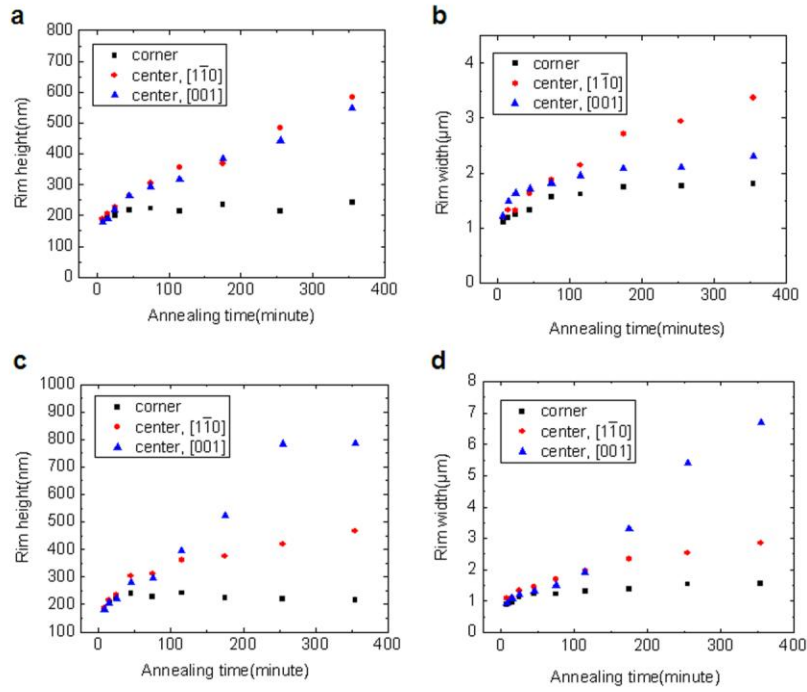 a
800
700
600
500
400
300
200
100
0
Rim height(nm)
corner
center, [11̄0]
center, [001]
0 100 200 300 400
Annealing time(minute)
b
4
3
2
1
0
Rim width(μm)
corner
center, [11̄0]
center, [001]
0 100 200 300 400
Annealing time(minutes)
c
1000
900
800
700
600
500
400
300
200
100
Rim height(nm)
corner
center, [11̄0]
center, [001]
0 100 200 300 400
Annealing time(minute)
d
8
7
6
5
4
3
2
1
0
Rim width(μm)
corner
center, [11̄0]
center, [001]
0 100 200 300 400
Annealing time(minute)